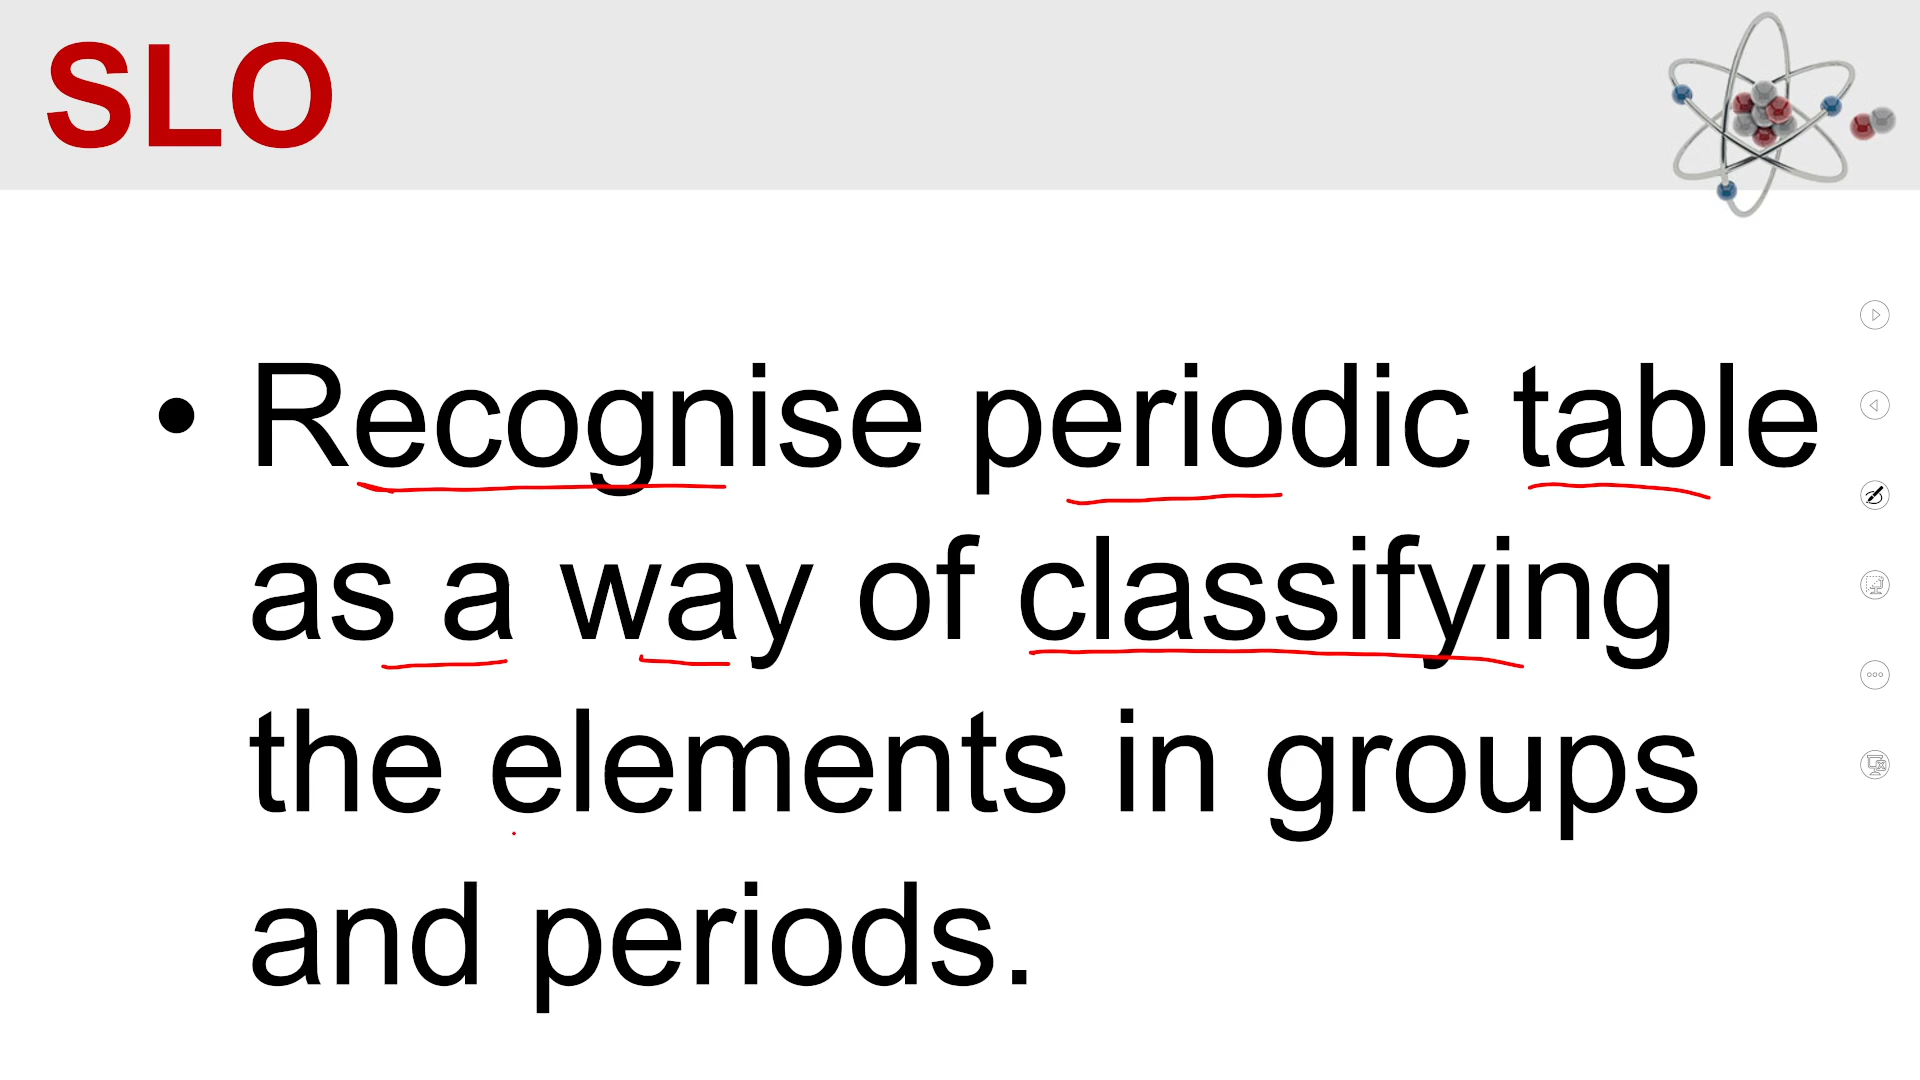 SLO
• Recognise periodic table
as a way of classifying
the elements in groups
and periods.